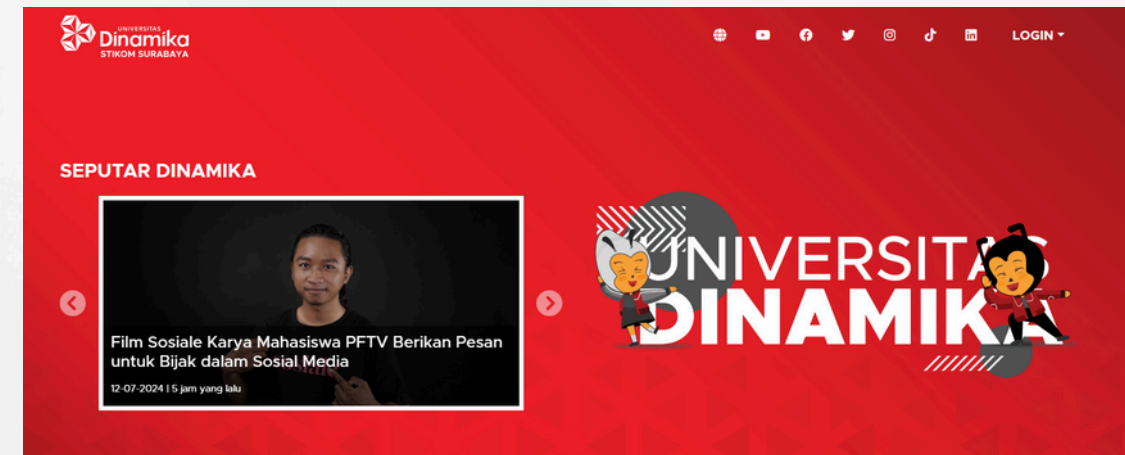 UNIVERSITAS
Dinamika
STIKOM SURABAYA
LOGIN
SEPUTAR DINAMIKA
Film Sosiale Karya Mahasiswa PFTV Berikan Pesan
untuk Bijak dalam Sosial Media
12-07-2024 | 5 jam yang lalu
UNIVERSITAS
DINAMIKA